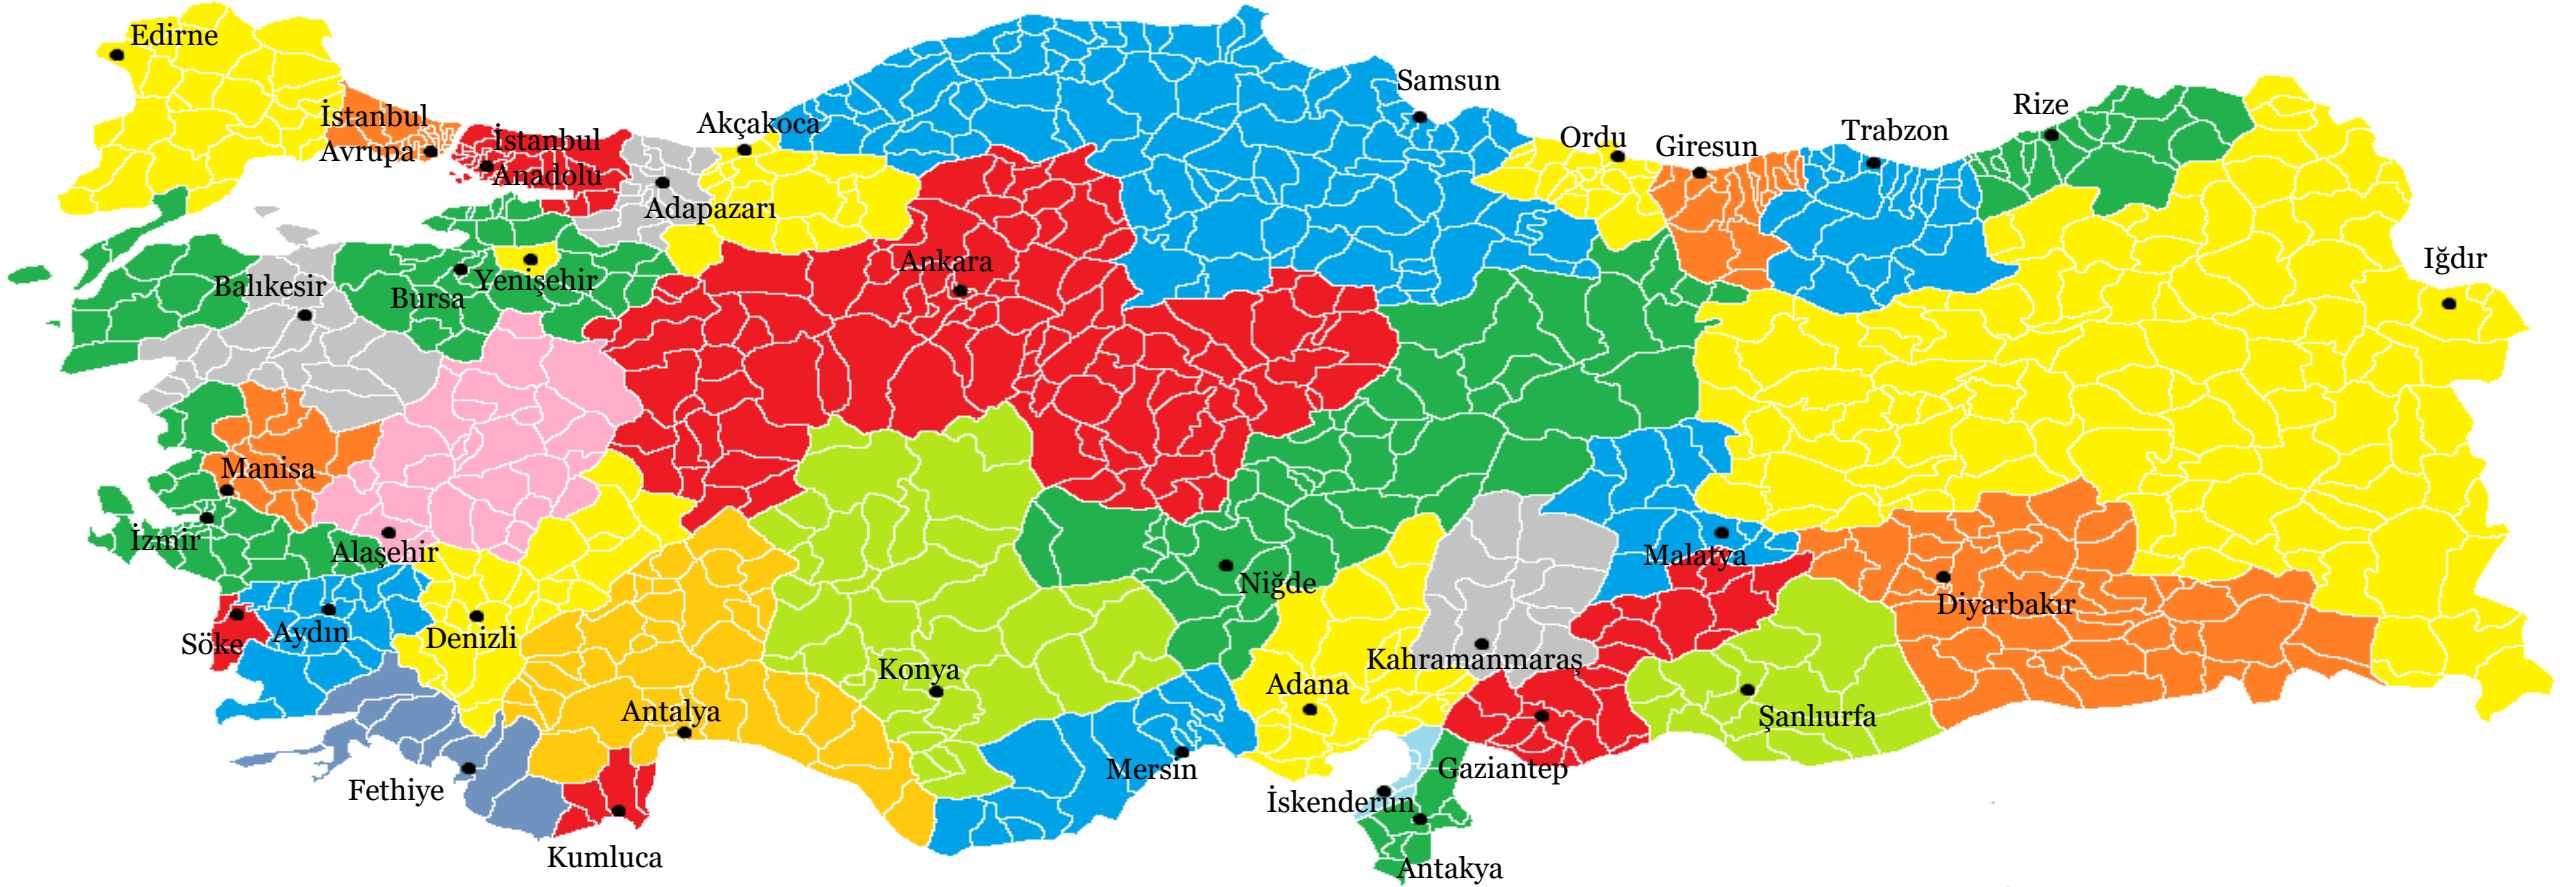 Edirne
Samsun
Rize
İstanbul
Avrupa
İstanbul
Anadolu
Akçakoca
Ordu
Giresun
Trabzon
Adapazarı
Ankara
Iğdır
Balıkesir
Bursa
Yenişehir
Manisa
İzmir
Alaşehir
Malatya
Niğde
Diyarbakır
Söke
Aydın
Denizli
Konya
Kahramanmaraş
Adana
Antalya
Şanlıurfa
Fethiye
Mersin
Gaziantep
İskenderun
Kumluca
Antakya